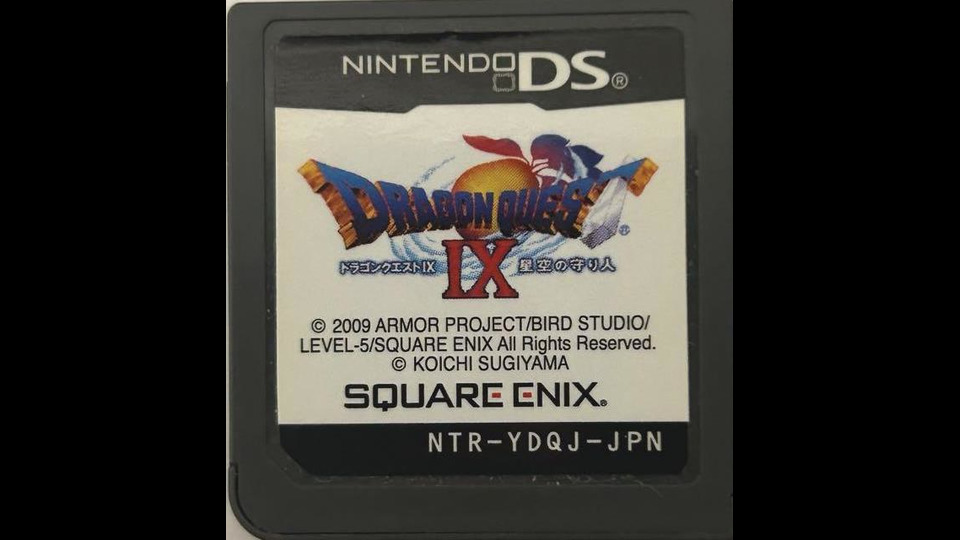 NINTENDO DS®
DRAGON QUEST®
IX
ドラゴンクエストIX 星空の守り人
© 2009 ARMOR PROJECT/BIRD STUDIO/
LEVEL-5/SQUARE ENIX All Rights Reserved.
© KOICHI SUGIYAMA
SQUARE ENIX®
NTR-YDQJ-JPN